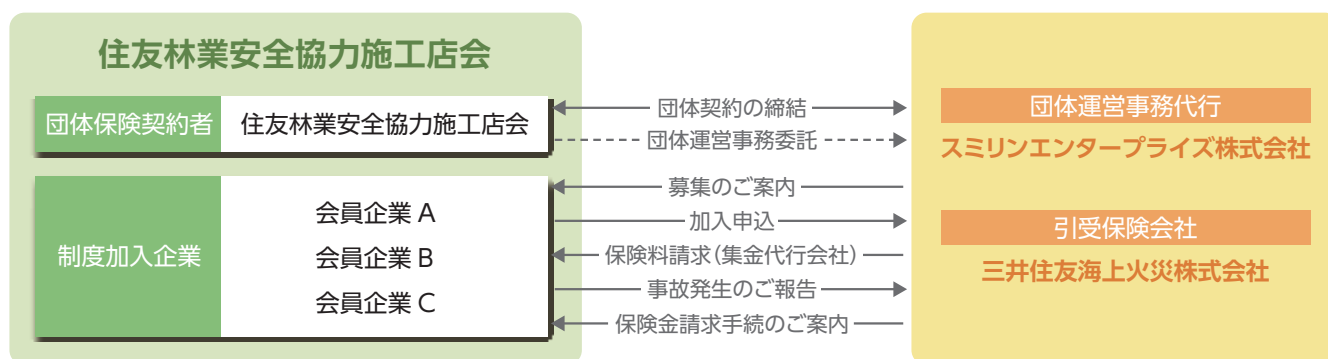 住友林業安全協力施工店会
団体保険契約者
住友林業安全協力施工店会
制度加入企業
会員企業 A
会員企業 B
会員企業 C
団体契約の締結
団体運営事務委託
募集のご案内
加入申込
保険料請求(集金代行会社)
事故発生のご報告
保険金請求手続のご案内
団体運営事務代行
スミリンエンタープライズ株式会社
引受保険会社
三井住友海上火災株式会社